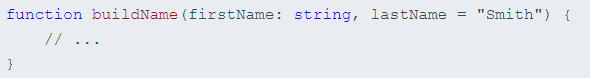 function buildName(firstName: string, lastName = "Smith") {
    // ...
}